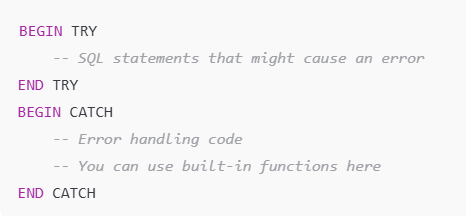 BEGIN TRY
-- SQL statements that might cause an error
END TRY
BEGIN CATCH
-- Error handling code
-- You can use built-in functions here
END CATCH